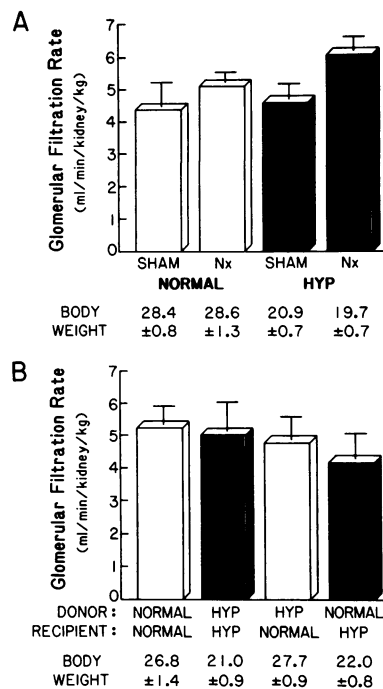 A
Glomerular Filtration Rate
(ml/min/kidney/kg)
7
6
5
4
3
2
1
0
SHAM Nx SHAM Nx
NORMAL HYP
BODY 28.4 28.6 20.9 19.7
WEIGHT ±0.8 ±1.3 ±0.7 ±0.7
B
Glomerular Filtration Rate
(ml/min/kidney/kg)
7
6
5
4
3
2
1
0
DONOR: NORMAL HYP HYP NORMAL
RECIPIENT: NORMAL HYP NORMAL HYP
BODY 26.8 21.0 27.7 22.0
WEIGHT ±1.4 ±0.9 ±0.9 ±0.8